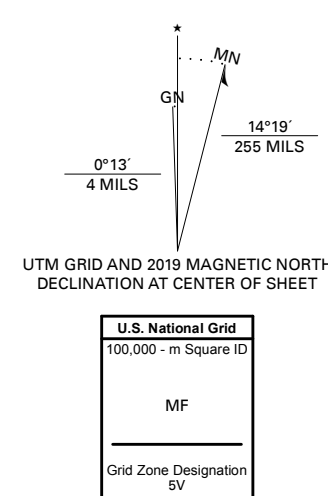 ★
MN
GN
14°19´
255 MILS
0°13´
4 MILS
UTM GRID AND 2019 MAGNETIC NORTH
DECLINATION AT CENTER OF SHEET
U.S. National Grid
100,000 - m Square ID
MF
Grid Zone Designation
5V